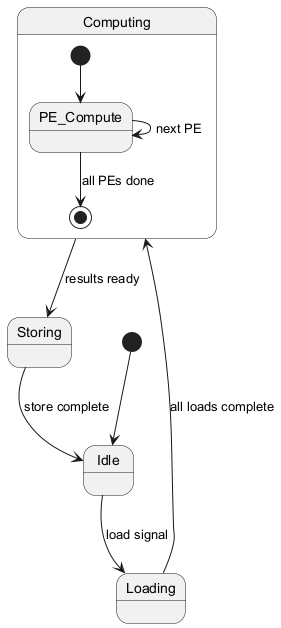 Computing
PE_Compute
next PE
all PEs done
results ready
Storing
store complete
all loads complete
Idle
load signal
Loading